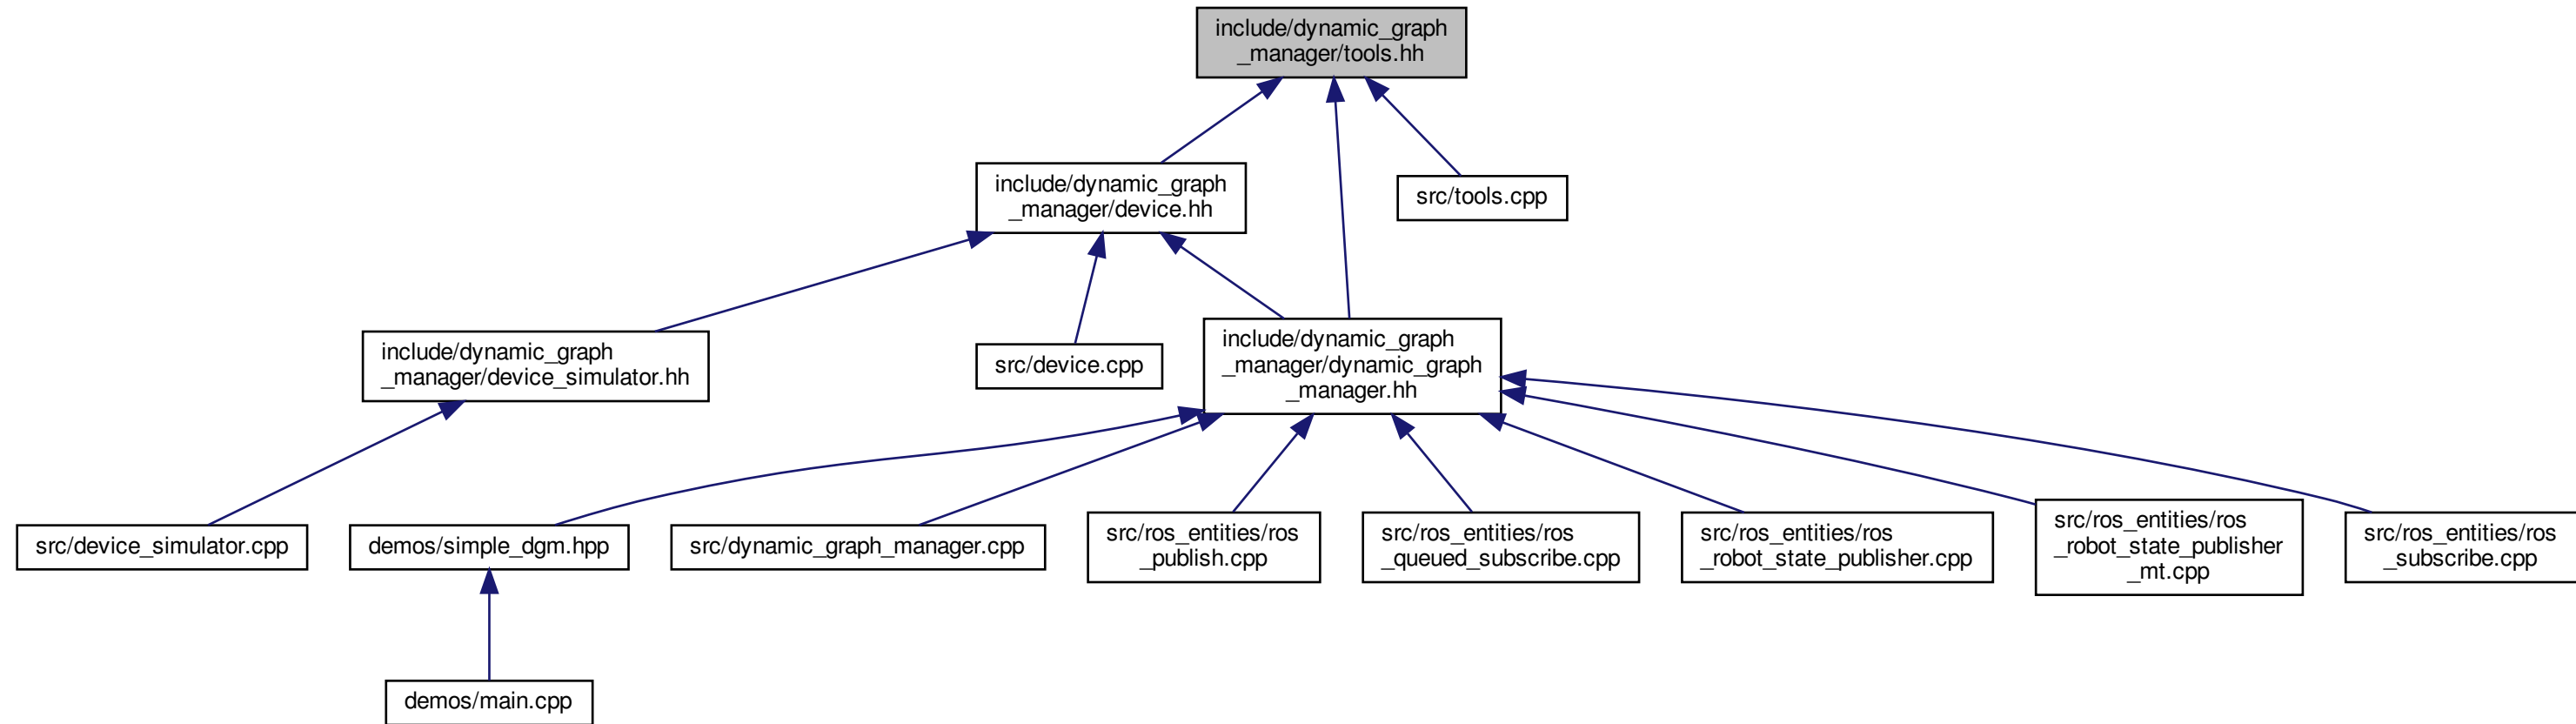 include/dynamic_graph
_manager/tools.hh
include/dynamic_graph
_manager/device.hh
src/tools.cpp
include/dynamic_graph
_manager/device_simulator.hh
src/device.cpp
include/dynamic_graph
_manager/dynamic_graph
_manager.hh
src/device_simulator.cpp
demos/simple_dgm.hpp
src/dynamic_graph_manager.cpp
src/ros_entities/ros
_publish.cpp
src/ros_entities/ros
_queued_subscribe.cpp
src/ros_entities/ros
_robot_state_publisher.cpp
src/ros_entities/ros
_robot_state_publisher
_mt.cpp
src/ros_entities/ros
_subscribe.cpp
demos/main.cpp